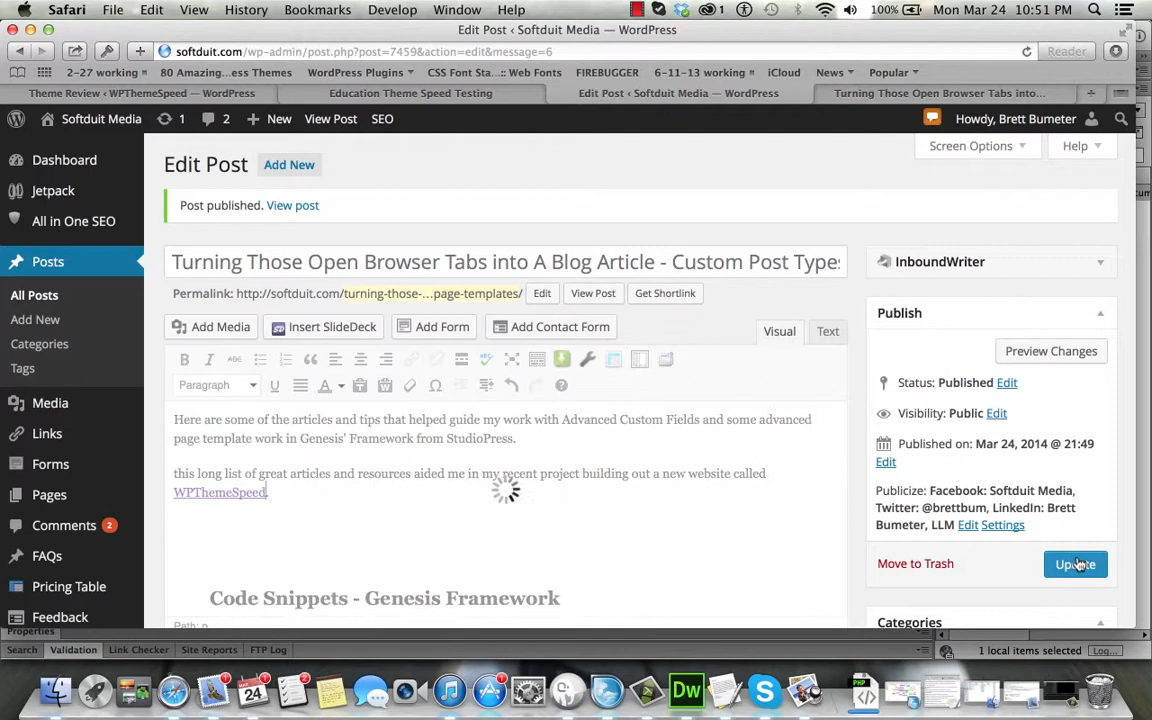 Safari File Edit View History Bookmarks Develop Window Help 1 100% Mon Mar 24 10:51 PM
Edit Post ‹ Softduit Media — WordPress
softduit.com/wp-admin/post.php?post=7459&action=edit&message=6 Reader
2-27 working 80 Amazing...ess Themes WordPress Plugins CSS Font Sta...:: Web Fonts FIREBUGGER 6-11-13 working iCloud News Popular
Theme Review ‹ WPThemeSpeed — WordPress Education Theme Speed Testing Edit Post ‹ Softduit Media — WordPress Turning Those Open Browser Tabs into...
Softduit Media 1 2 New View Post SEO Howdy, Brett Bumeter
Dashboard
Jetpack
All in One SEO
Posts
All Posts
Add New
Categories
Tags
Media
Links
Forms
Pages
Comments 2
FAQs
Pricing Table
Feedback
Screen Options Help
Edit Post Add New
Post published. View post
Turning Those Open Browser Tabs into A Blog Article - Custom Post Types
Permalink: http://softduit.com/turning-those-...page-templates/ Edit View Post Get Shortlink
Add Media Insert SlideDeck Add Form Add Contact Form Visual Text
B I ABC
Paragraph U A
Here are some of the articles and tips that helped guide my work with Advanced Custom Fields and some advanced
page template work in Genesis' Framework from StudioPress.
this long list of great articles and resources aided me in my recent project building out a new website called
WPThemeSpeed.
Code Snippets - Genesis Framework
Path: p
InboundWriter
Publish
Preview Changes
Status: Published Edit
Visibility: Public Edit
Published on: Mar 24, 2014 @ 21:49
Edit
Publicize: Facebook: Softduit Media,
Twitter: @brettbum, LinkedIn: Brett
Bumeter, LLM Edit Settings
Move to Trash Update
Categories
Properties
Search Validation Link Checker Site Reports FTP Log 1 local items selected Log...
24 Dw PHP